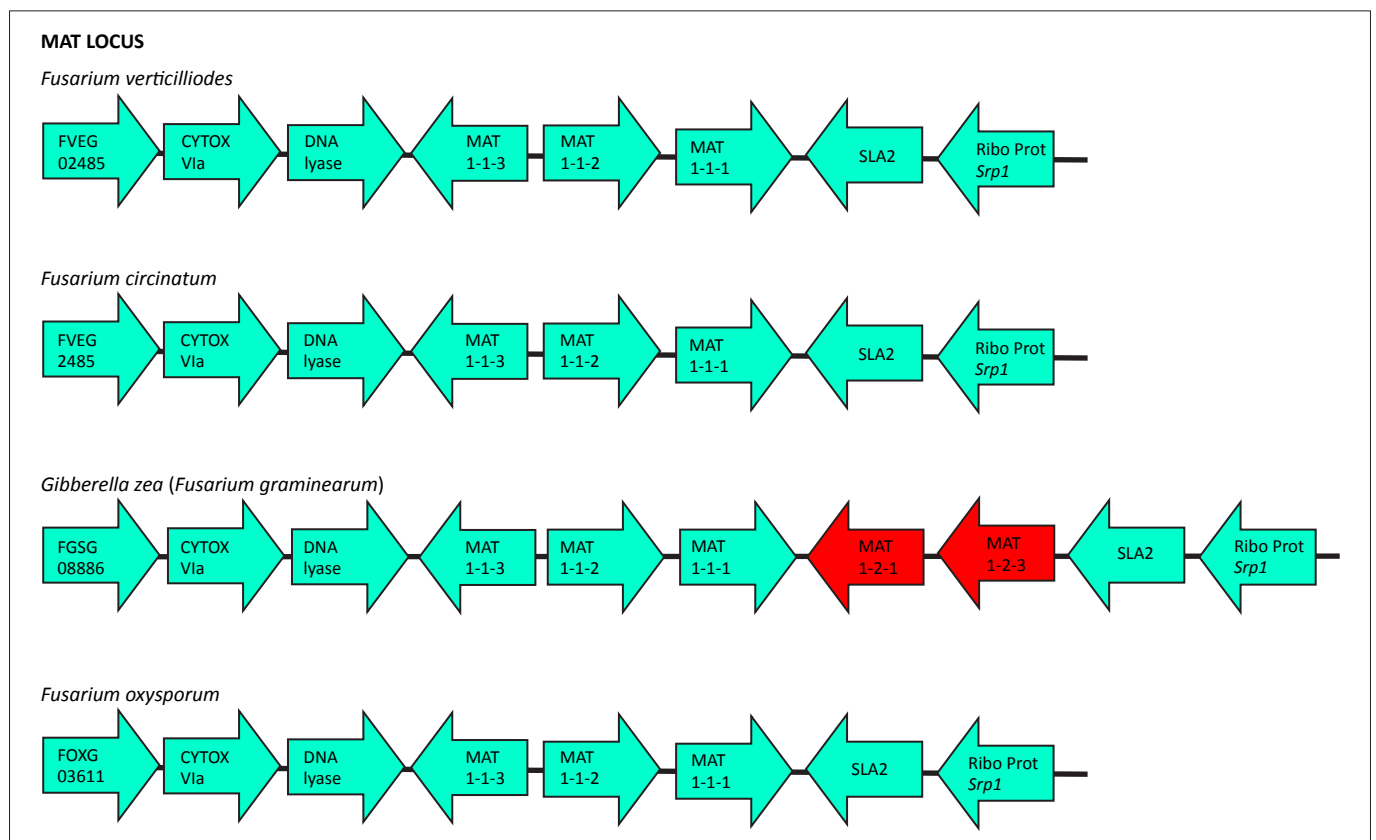 MAT LOCUS
Fusarium verticilliodes
FVEG
02485
CYTOX
VIa
DNA
lyase
MAT
1-1-3
MAT
1-1-2
MAT
1-1-1
SLA2
Ribo Prot
Srp1
Fusarium circinatum
FVEG
2485
CYTOX
VIa
DNA
lyase
MAT
1-1-3
MAT
1-1-2
MAT
1-1-1
SLA2
Ribo Prot
Srp1
Gibberella zea (Fusarium graminearum)
FGSG
08886
CYTOX
VIa
DNA
lyase
MAT
1-1-3
MAT
1-1-2
MAT
1-1-1
MAT
1-2-1
MAT
1-2-3
SLA2
Ribo Prot
Srp1
Fusarium oxysporum
FOXG
03611
CYTOX
VIa
DNA
lyase
MAT
1-1-3
MAT
1-1-2
MAT
1-1-1
SLA2
Ribo Prot
Srp1